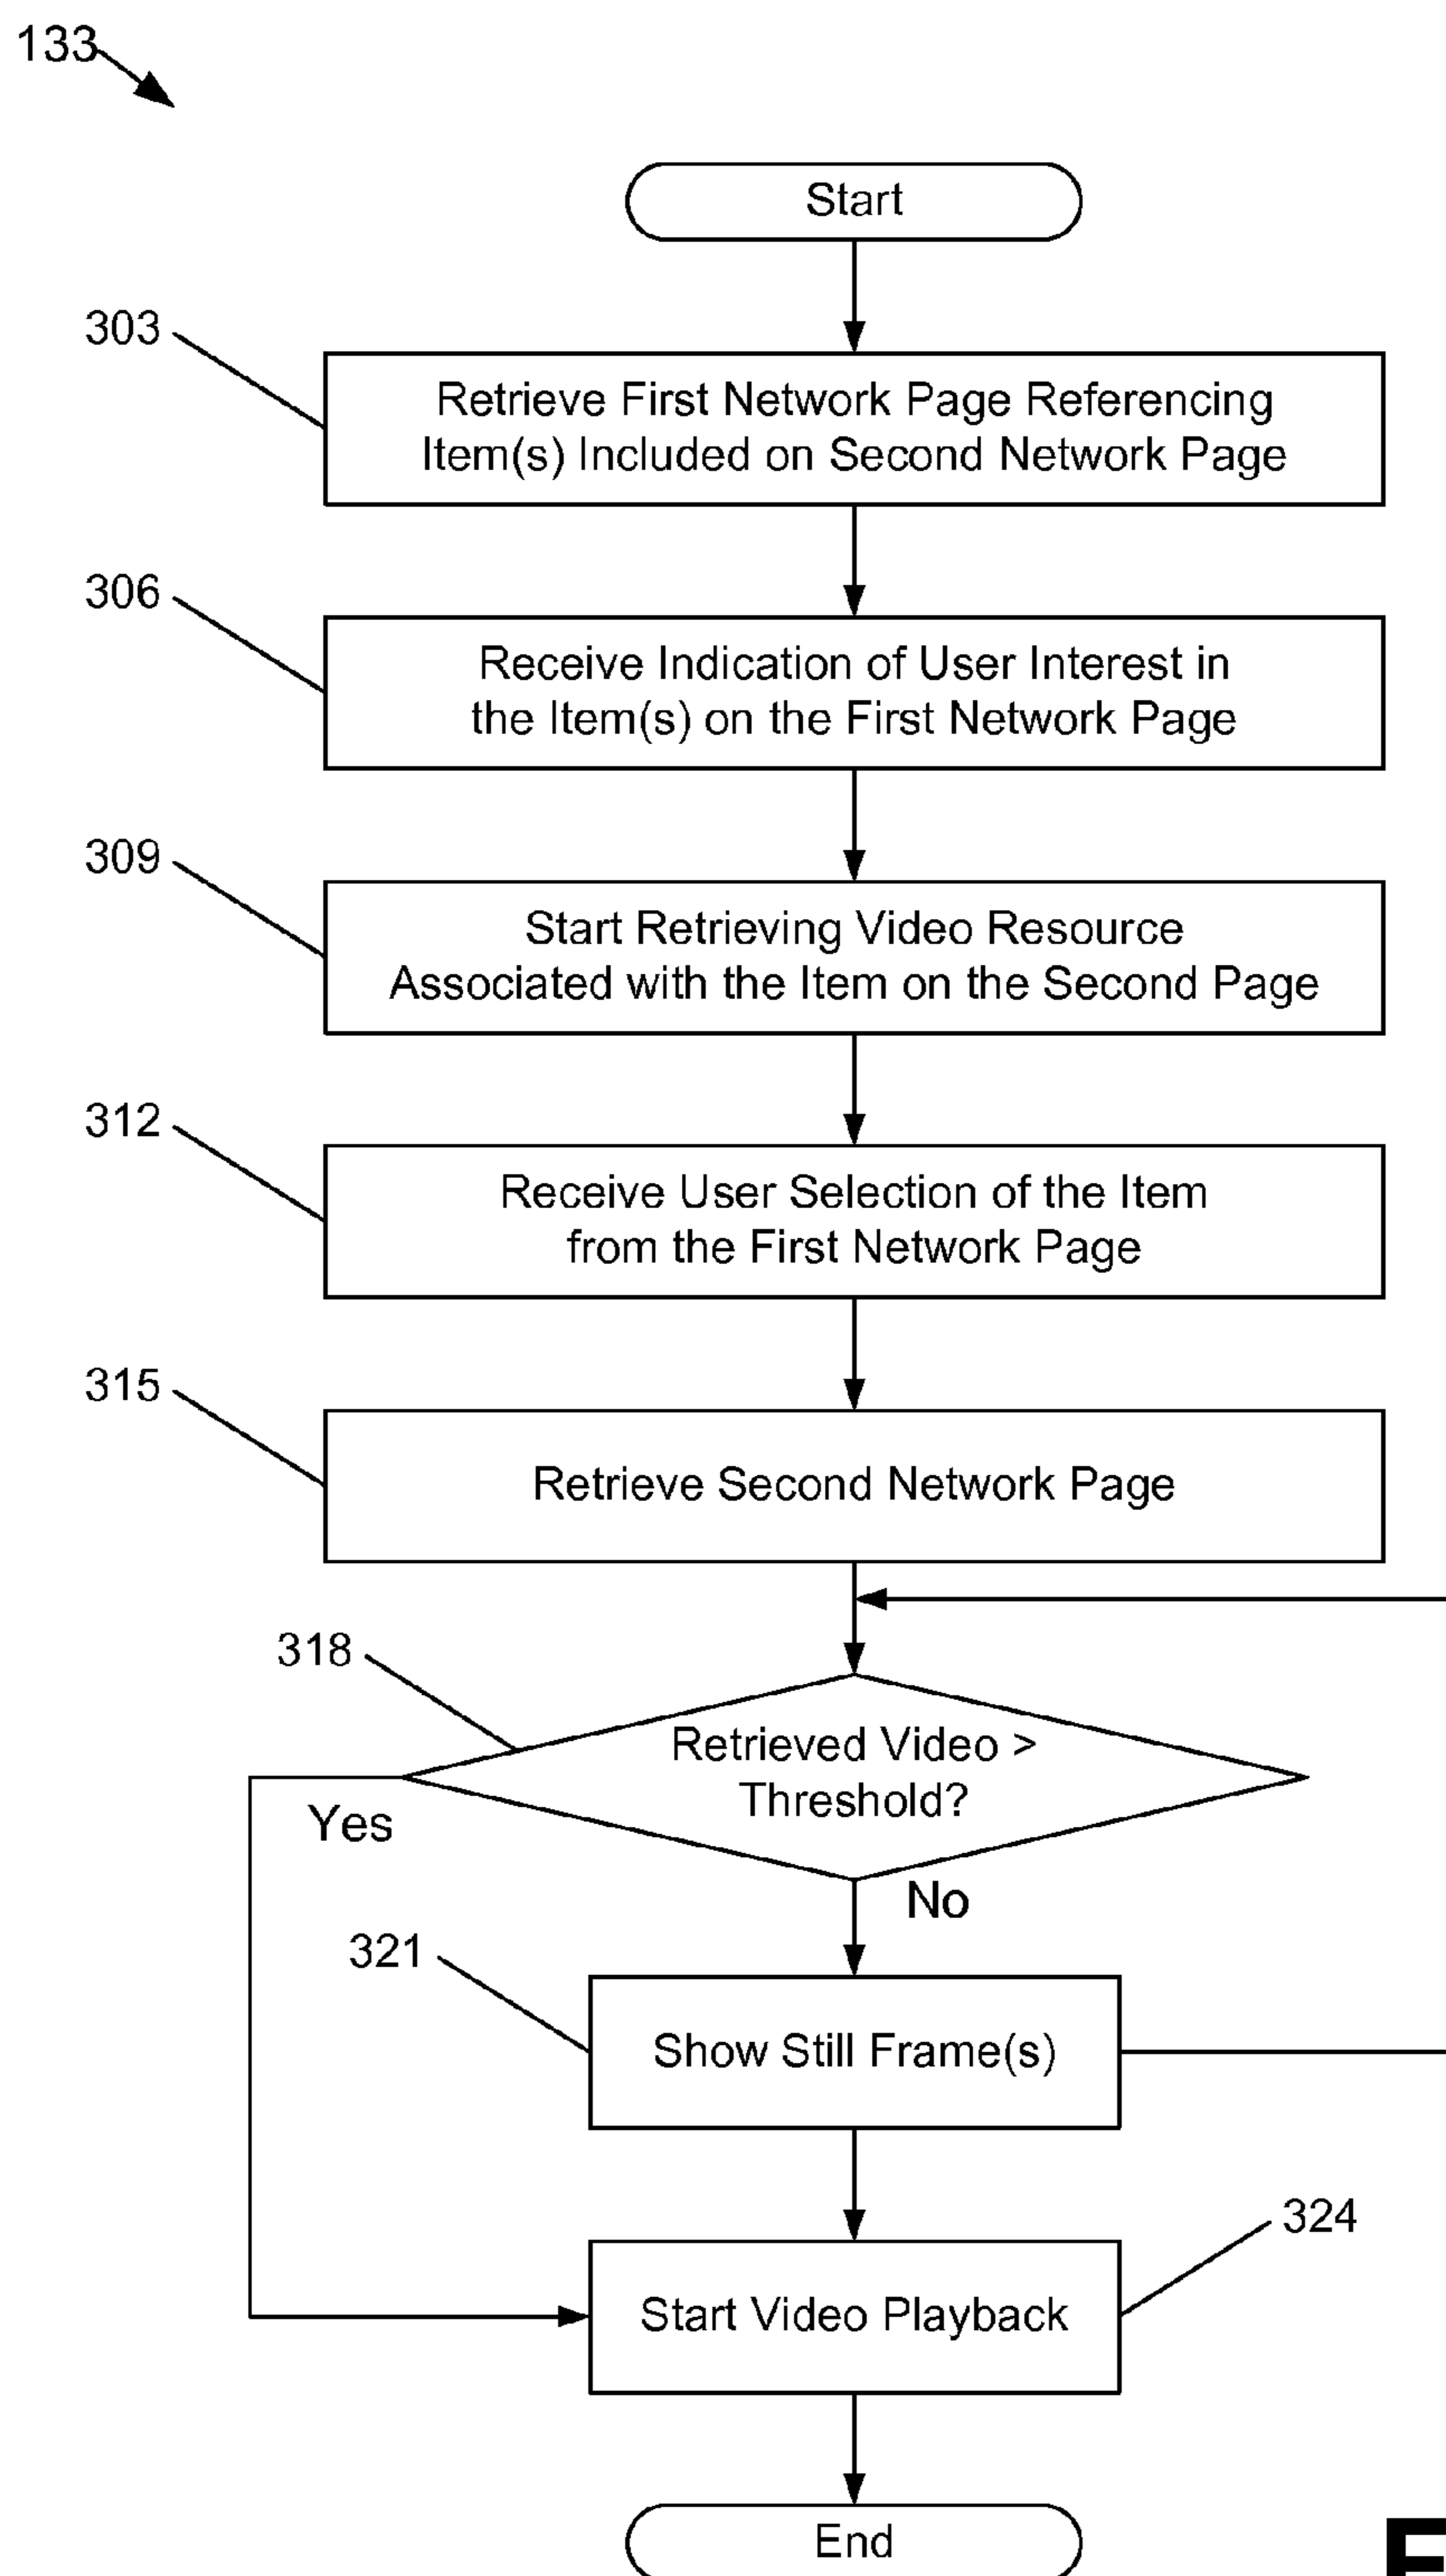 133
Start
303
Retrieve First Network Page Referencing
Item(s) Included on Second Network Page
306
Receive Indication of User Interest in
the Item(s) on the First Network Page
309
Start Retrieving Video Resource
Associated with the Item on the Second Page
312
Receive User Selection of the Item
from the First Network Page
315
Retrieve Second Network Page
318
Retrieved Video >
Threshold?
Yes
No
321
Show Still Frame(s)
324
Start Video Playback
End